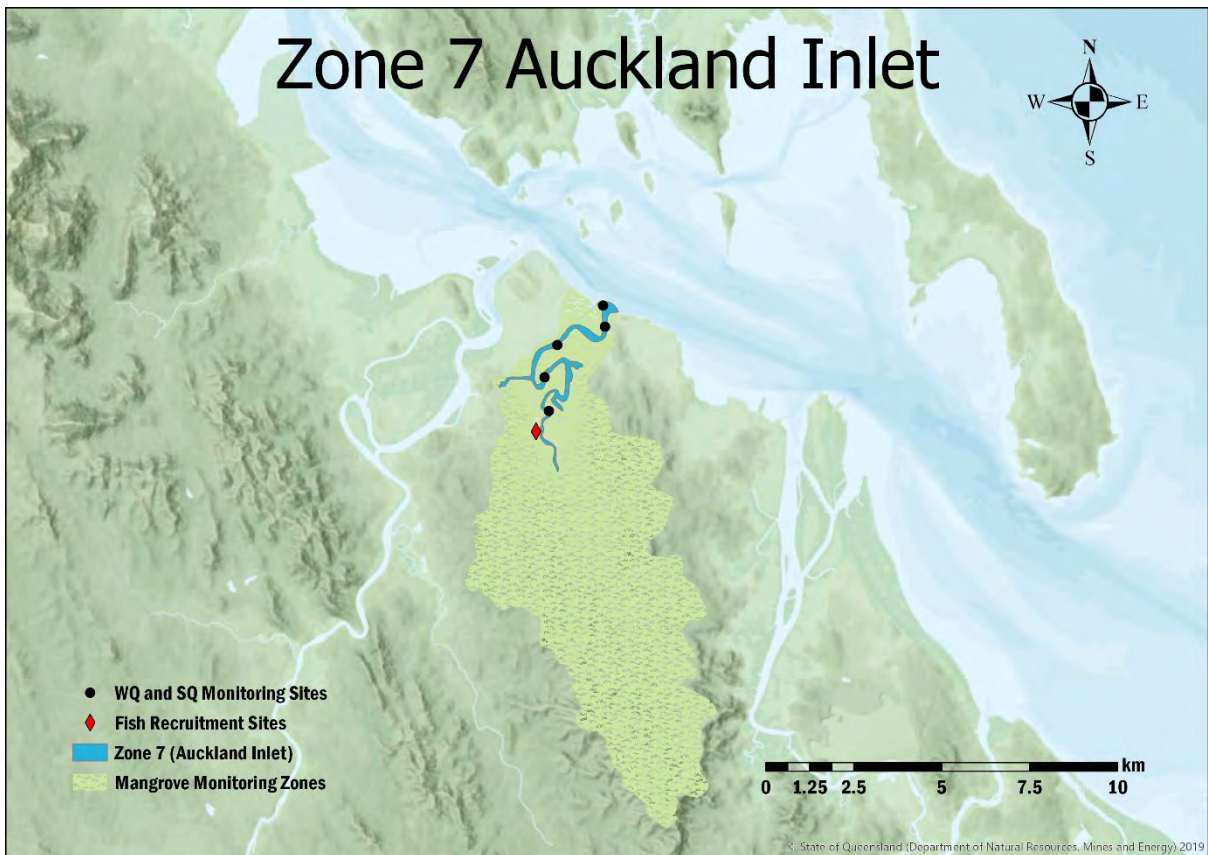 Zone 7 Auckland Inlet
N
W E
S
WQ and SQ Monitoring Sites
Fish Recruitment Sites
Zone 7 (Auckland Inlet)
Mangrove Monitoring Zones
km
0 1.25 2.5 5 7.5 10
© State of Queensland (Department of Natural Resources, Mines and Energy) 2019